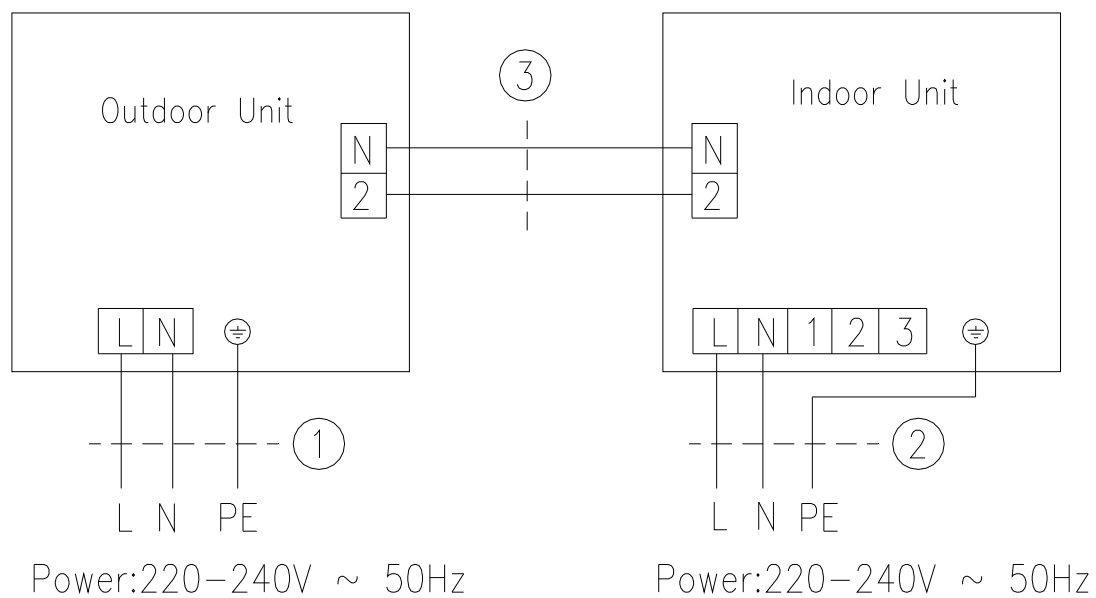 ③
Outdoor Unit
Indoor Unit
N N
2 2
L N
L N 1 2 3
①
②
L N PE
L N PE
Power:220-240V ~ 50Hz
Power:220-240V ~ 50Hz